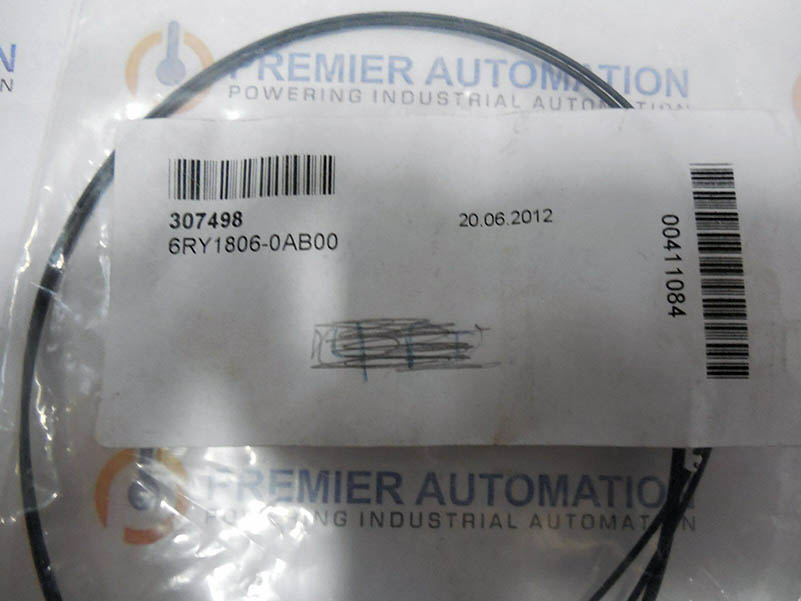 PREMIER AUTOMATION
POWERING INDUSTRIAL AUTOMATION
307498
6RY1806-0AB00
20.06.2012
00411084
PREMIER AUTOMATION
POWERING INDUSTRIAL AUTOMATION